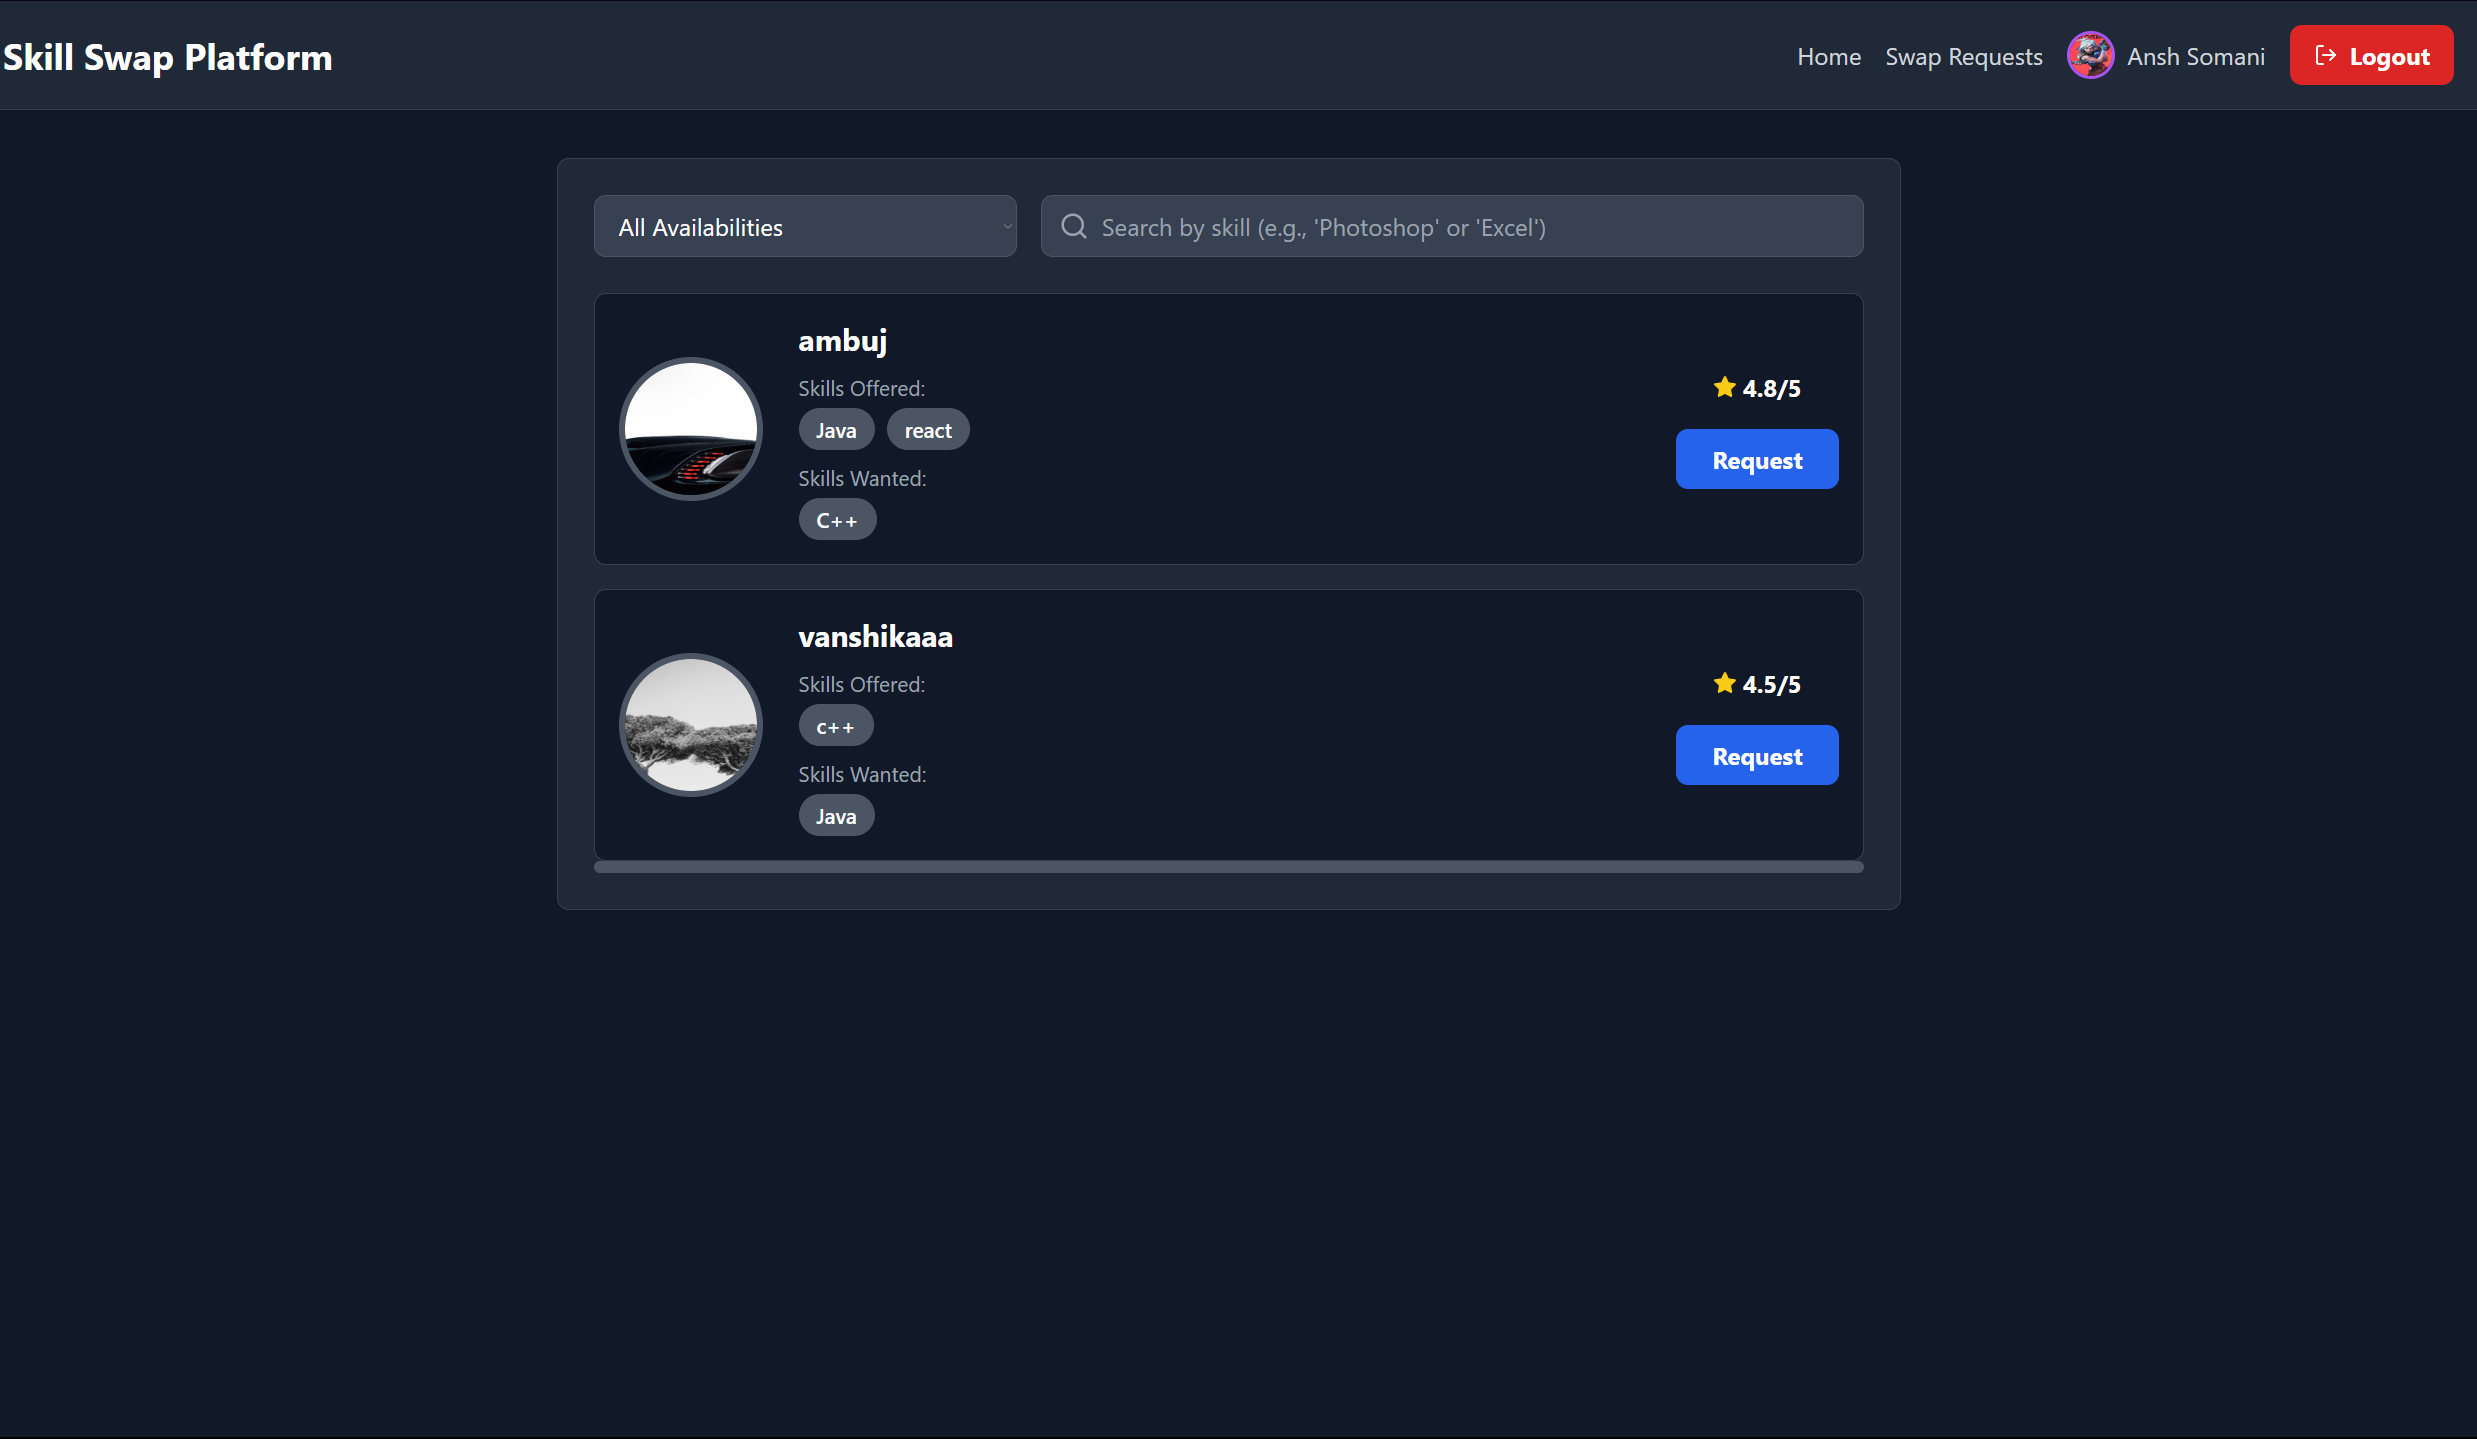 Skill Swap Platform
Home
Swap Requests
Ansh Somani
Logout
All Availabilities
Search by skill (e.g., 'Photoshop' or 'Excel')
ambuj
Skills Offered:
Java
react
Skills Wanted:
C++
4.8/5
Request
vanshikaaa
Skills Offered:
c++
Skills Wanted:
Java
4.5/5
Request